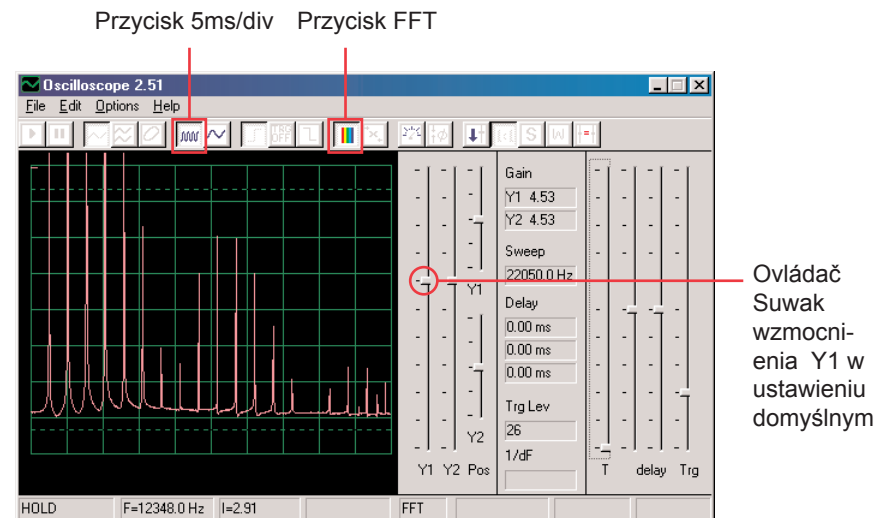 Przycisk 5ms/div Przycisk FFT
Oscilloscope 2.51
File Edit Options Help
TRG OFF
S
Gain
Y1 4.53
Y2 4.53
Sweep
22050.0 Hz
Y1
Delay
0.00 ms
0.00 ms
0.00 ms
Trg Lev
26
Y2
1/dF
Y1 Y2 Pos
T delay Trg
HOLD F=12348.0 Hz I=2.91 FFT
Ovládač
Suwak
wzmocni-
enia Y1 w
ustawieniu
domyślnym